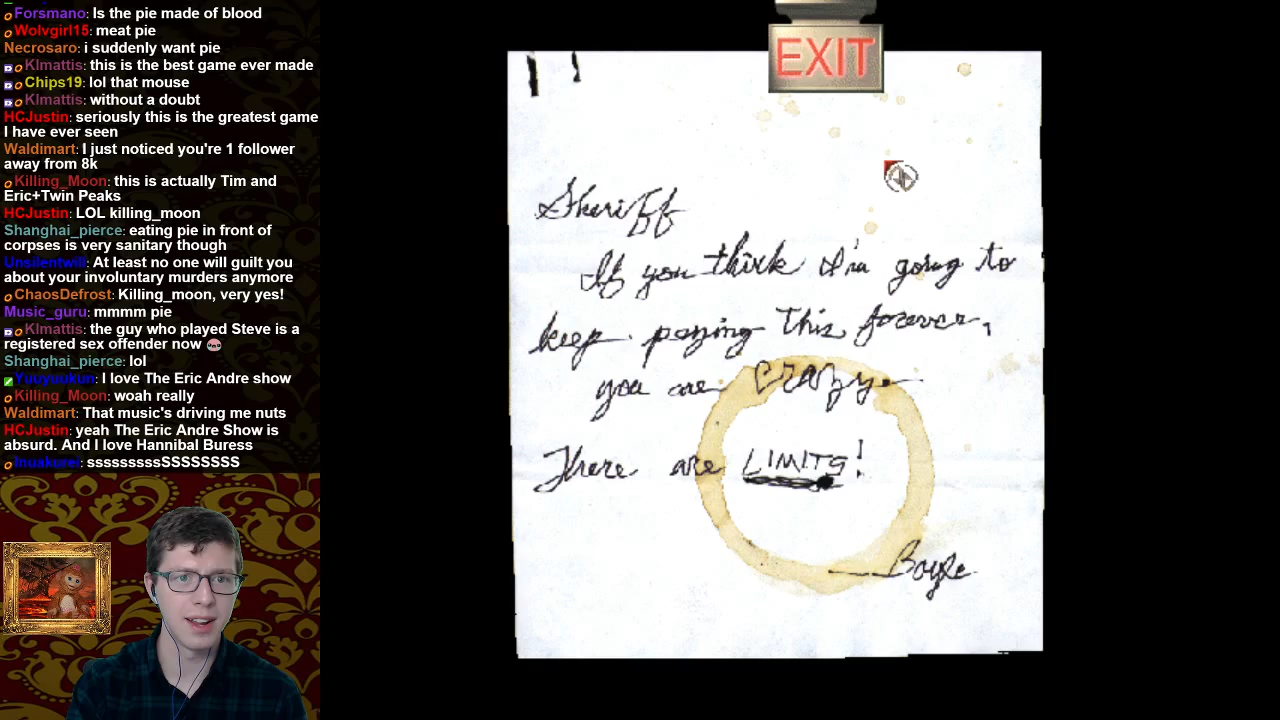 Forsmano: Is the pie made of blood
Wolvgirl15: meat pie
Necrosaro: i suddenly want pie
Klmattis: this is the best game ever made
Chips19: lol that mouse
Klmattis: without a doubt
HCJustin: seriously this is the greatest game
I have ever seen
Waldimart: I just noticed you're 1 follower
away from 8k
Killing_Moon: this is actually Tim and
Eric+Twin Peaks
HCJustin: LOL killing_moon
Shanghai_pierce: eating pie in front of
corpses is very sanitary though
Unsilentwill: At least no one will guilt you
about your involuntary murders anymore
ChaosDefrost: Killing_moon, very yes!
Music_guru: mmmm pie
Klmattis: the guy who played Steve is a
registered sex offender now
Shanghai_pierce: lol
Yuuyuukun: I love The Eric Andre show
Killing_Moon: woah really
Waldimart: That music's driving me nuts
HCJustin: yeah The Eric Andre Show is
absurd. And I love Hannibal Buress
Inuakurei: sssssssssSSSSSSSS
EXIT
Sheriff
If you think I'm going to
keep paying this forever,
you are CRAZY
There are LIMITS!
—Boyle